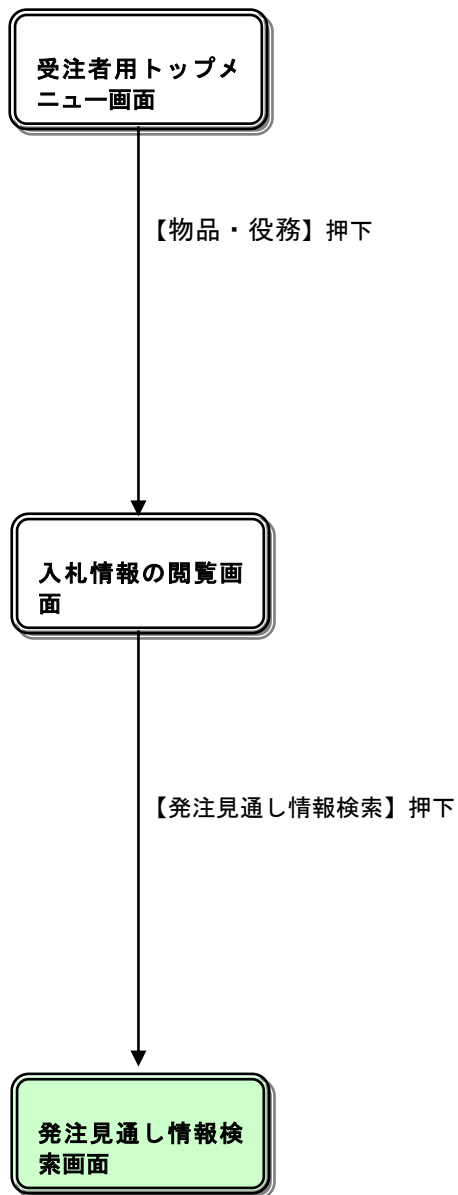 受注者用トップメ
ニュー画面
【物品・役務】押下
入札情報の閲覧画
面
【発注見通し情報検索】押下
発注見通し情報検
索画面